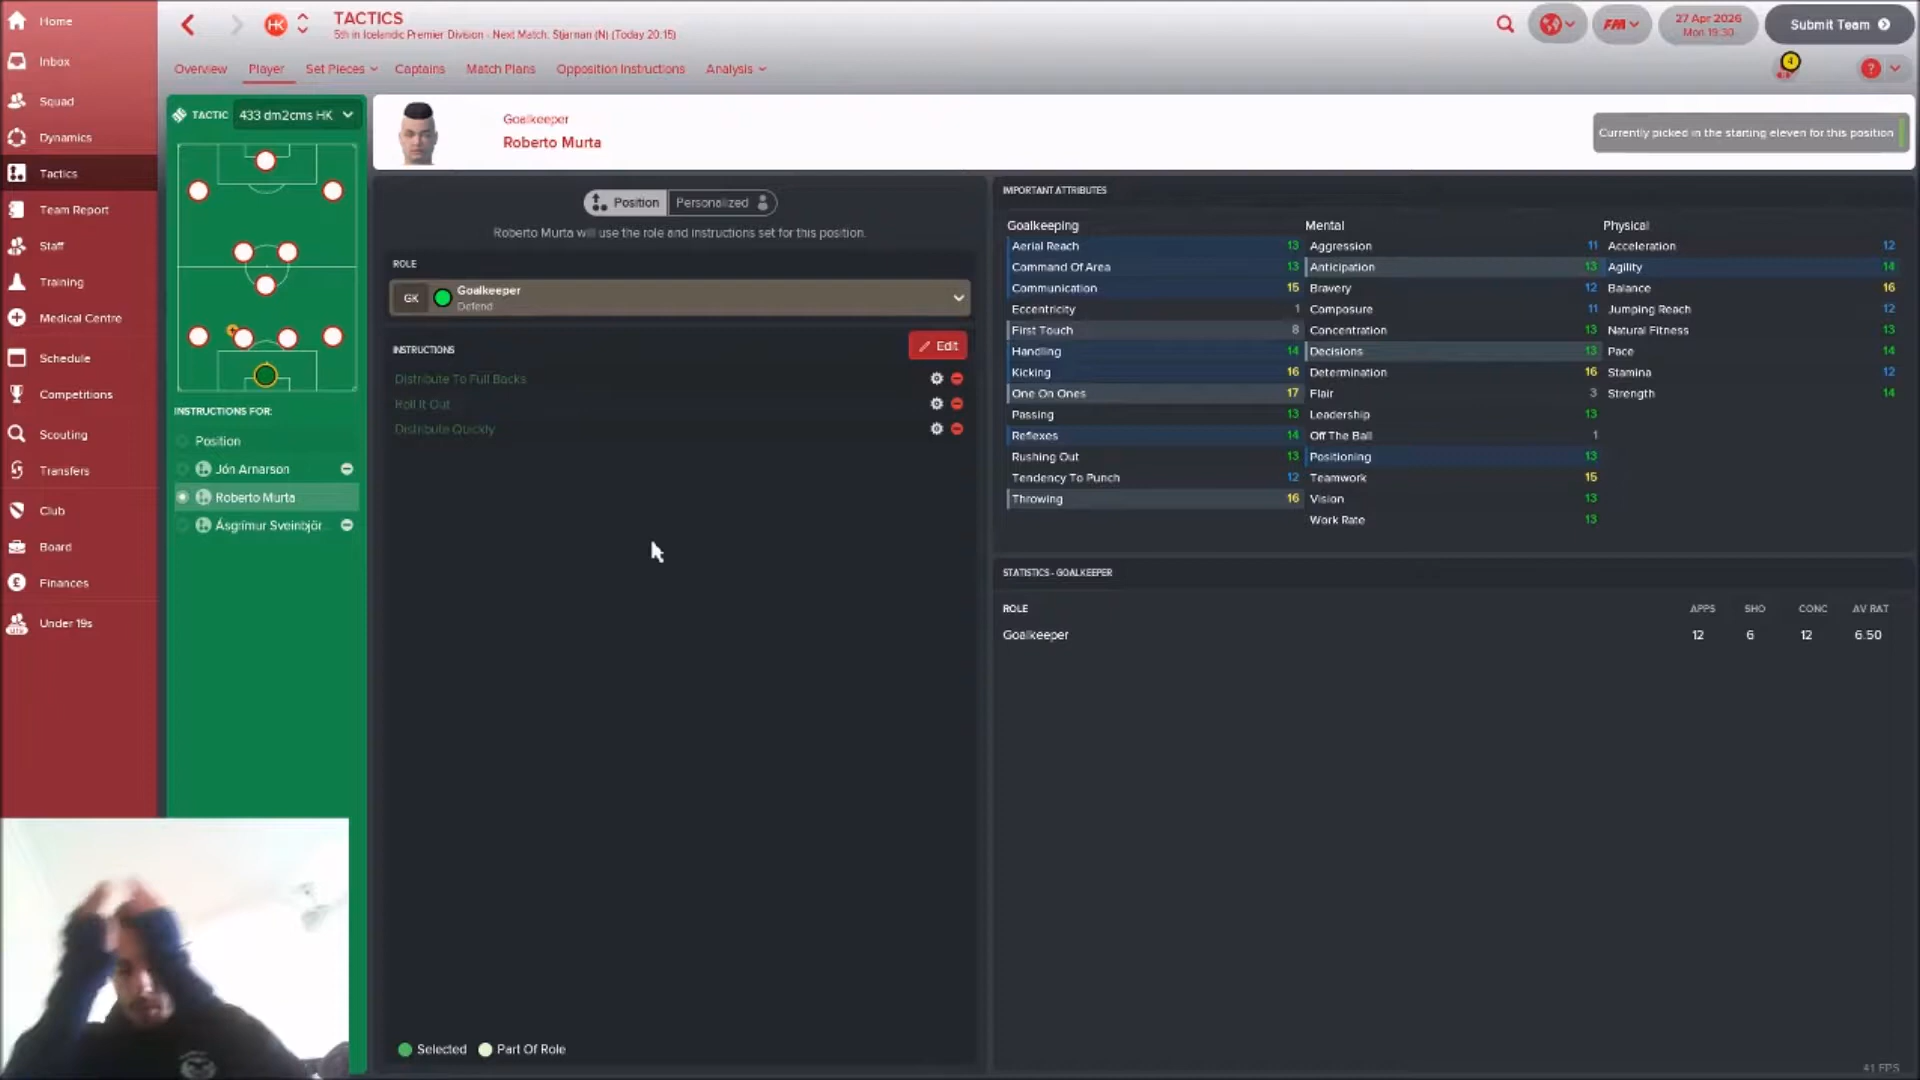 Home
Inbox
Squad
Dynamics
Tactics
Team Report
Staff
Training
Medical Centre
Schedule
Competitions
Scouting
Transfers
Club
Board
Finances
Under 19s
HK
TACTICS
5th in Icelandic Premier Division - Next Match: Stjarnan (N) (Today 20:15)
FM
27 Apr 2026
Mon 19:30
Submit Team
Overview
Player
Set Pieces
Captains
Match Plans
Opposition Instructions
Analysis
4
?
TACTIC
433 dm2cms HK
INSTRUCTIONS FOR:
Position
Jón Arnarson
Roberto Murta
Ásgrímur Sveinbjör
Goalkeeper
Roberto Murta
Currently picked in the starting eleven for this position
Position
Personalized
Roberto Murta will use the role and instructions set for this position.
ROLE
GK
Goalkeeper
Defend
INSTRUCTIONS
Edit
Distribute To Full Backs
Roll It Out
Distribute Quickly
Selected
Part Of Role
IMPORTANT ATTRIBUTES
Goalkeeping
Aerial Reach 13
Command Of Area 13
Communication 15
Eccentricity 1
First Touch 8
Handling 14
Kicking 16
One On Ones 17
Passing 13
Reflexes 14
Rushing Out 13
Tendency To Punch 12
Throwing 16
Mental
Aggression 11
Anticipation 13
Bravery 12
Composure 11
Concentration 13
Decisions 13
Determination 16
Flair 3
Leadership 13
Off The Ball 1
Positioning 13
Teamwork 15
Vision 13
Work Rate 13
Physical
Acceleration 12
Agility 14
Balance 16
Jumping Reach 12
Natural Fitness 13
Pace 14
Stamina 12
Strength 14
STATISTICS - GOALKEEPER
ROLE APPS SHO CONC AV RAT
Goalkeeper 12 6 12 6.50
41 FPS